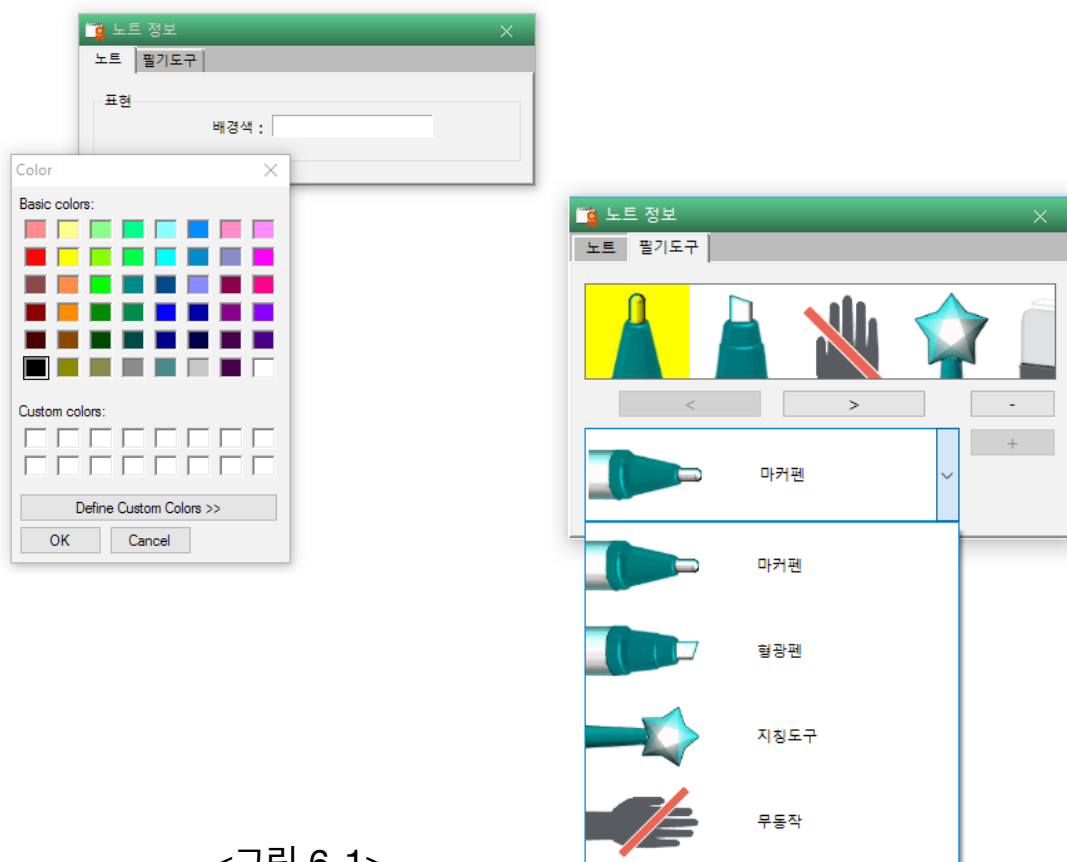 노트 정보
노트 필기도구
표현
배경색 :
Color
Basic colors:
Custom colors:
Define Custom Colors >>
OK Cancel
노트 정보
노트 필기도구
< > -
+
마커펜
마커펜
형광펜
지칭도구
무동작
<그림 6-1>